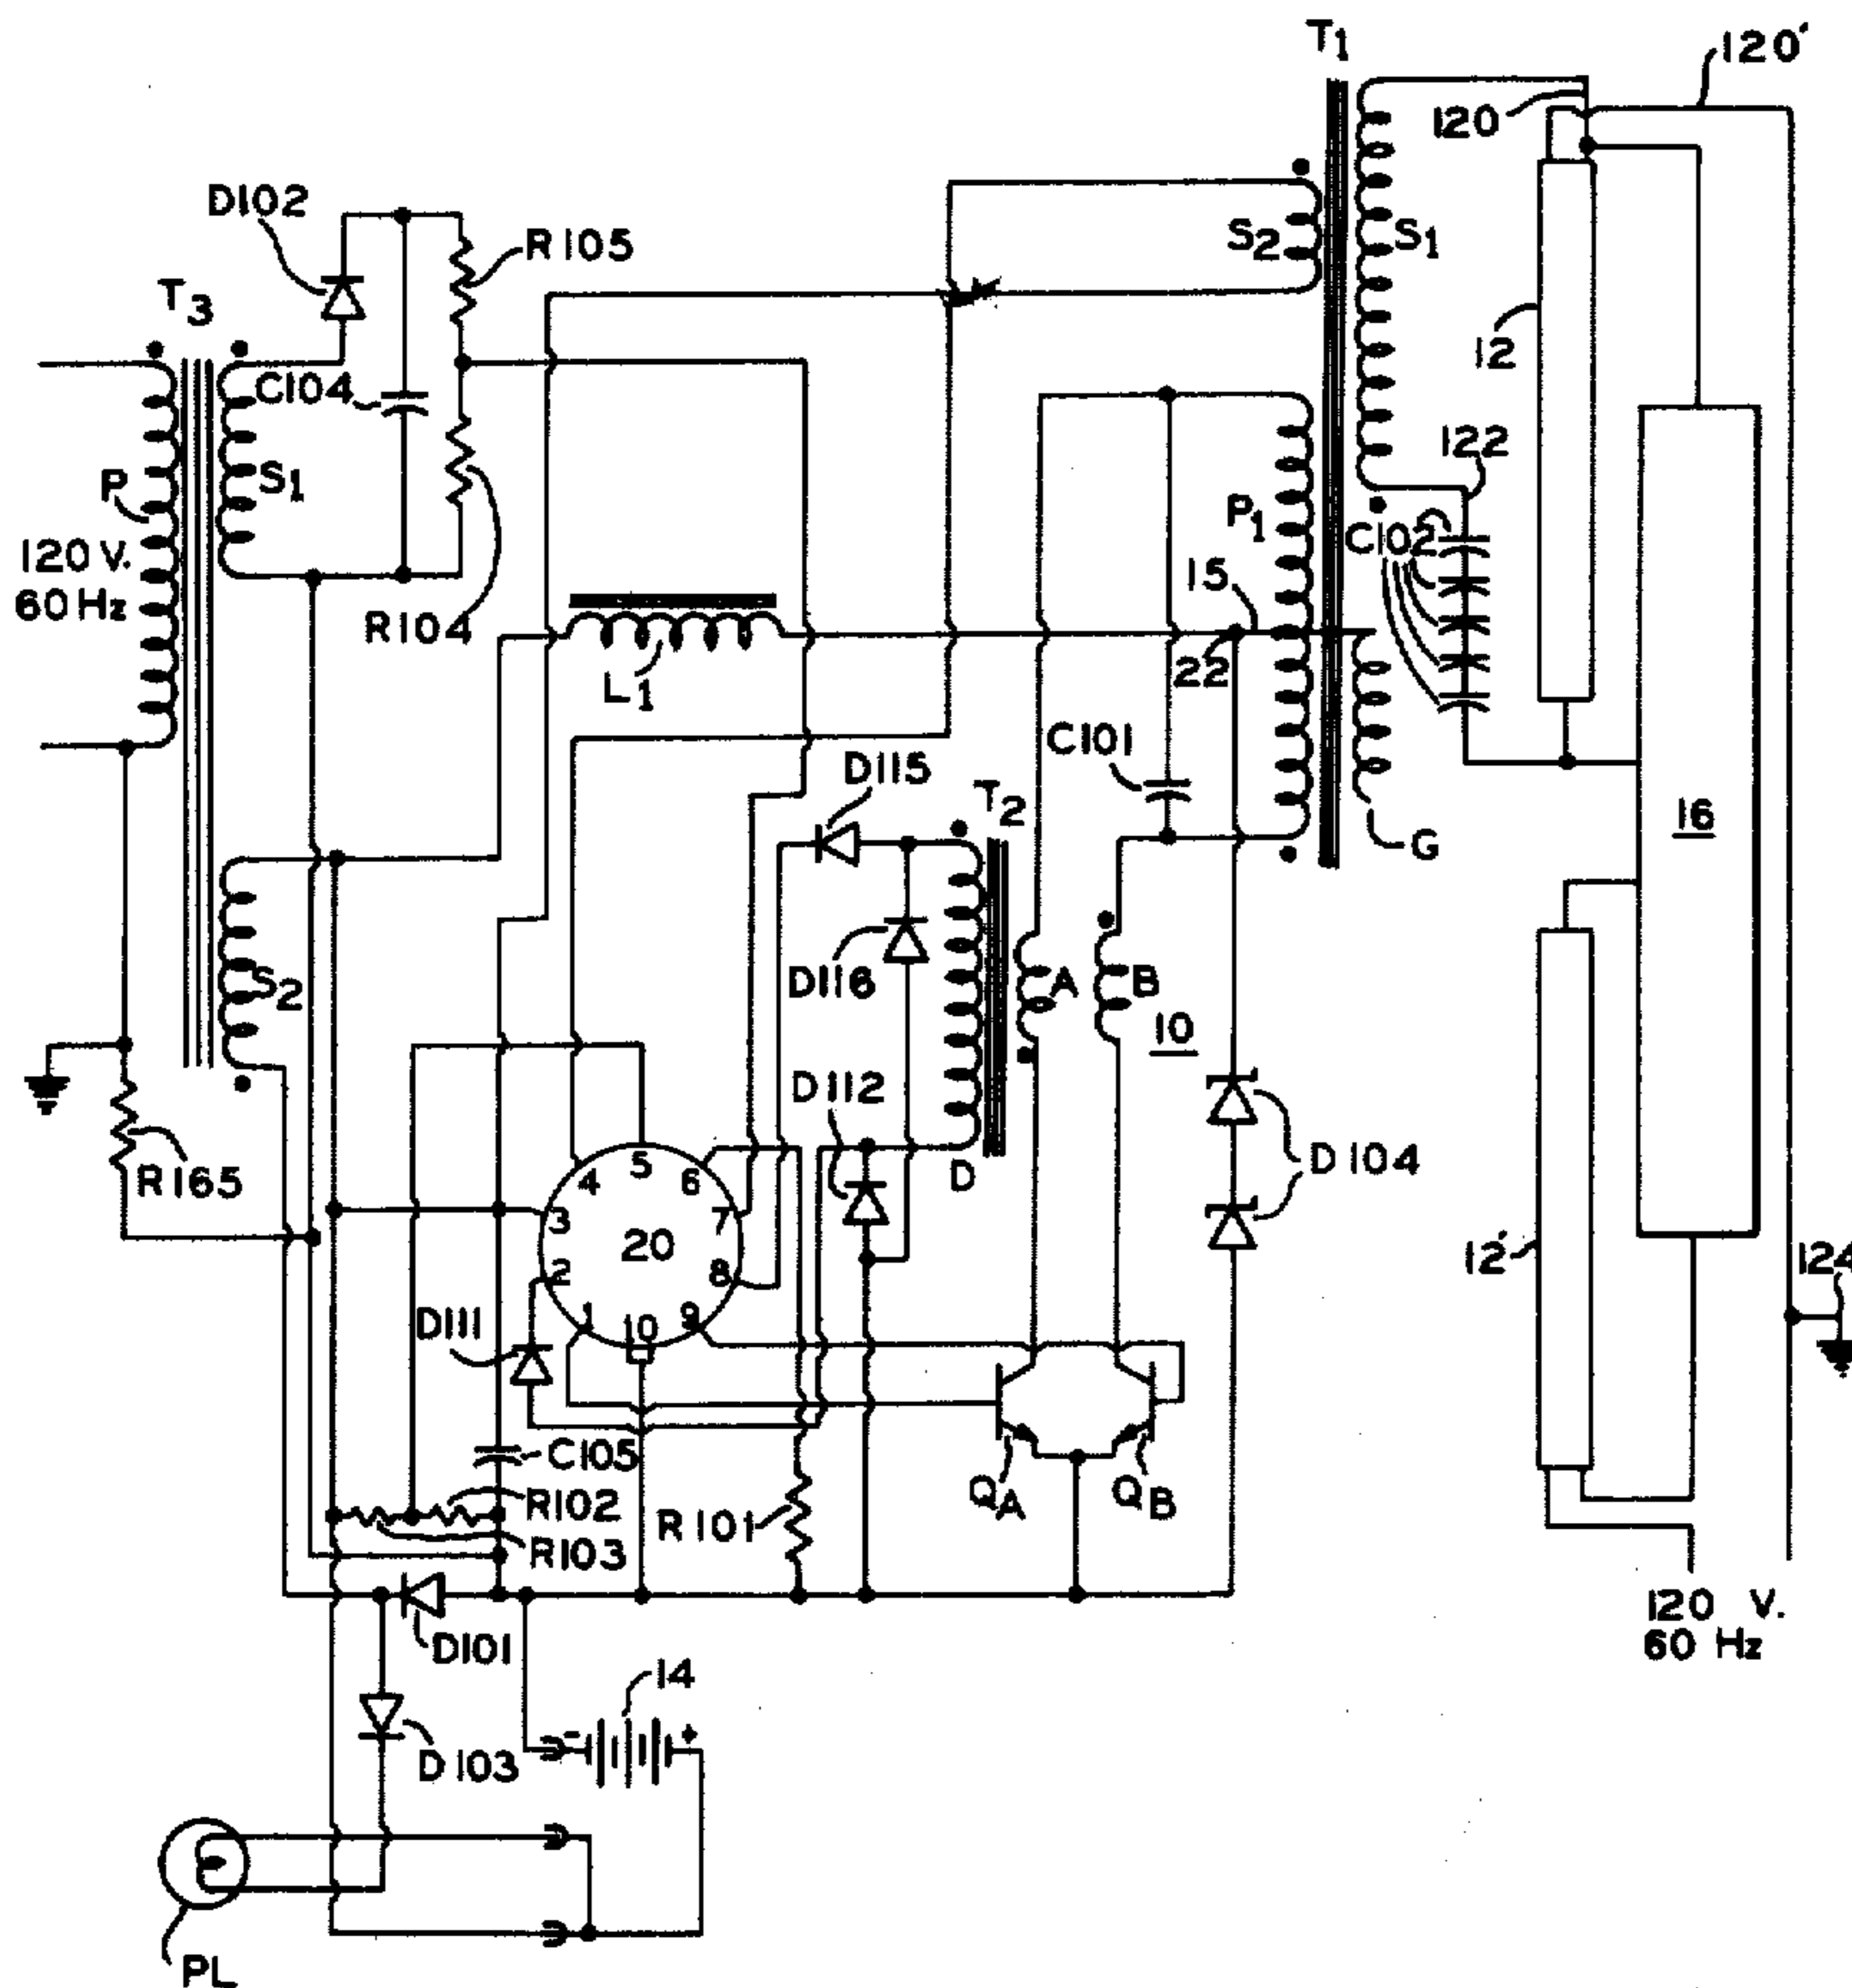 T1
120'
120
D102
R105
S2
S1
T3
12
C104
122
P
S1
P1
C102
120 V.
60 Hz
15
R104
L1
22
C101
D115
T2
16
G
S2
D116
A
B
10
D112
R165
4
5
6
D
D104
3
20
7
2
8
12'
124
D111
1
10
9
C105
QA
QB
R102
R101
R103
120 V.
60 Hz
D101
14
- +
D103
PL